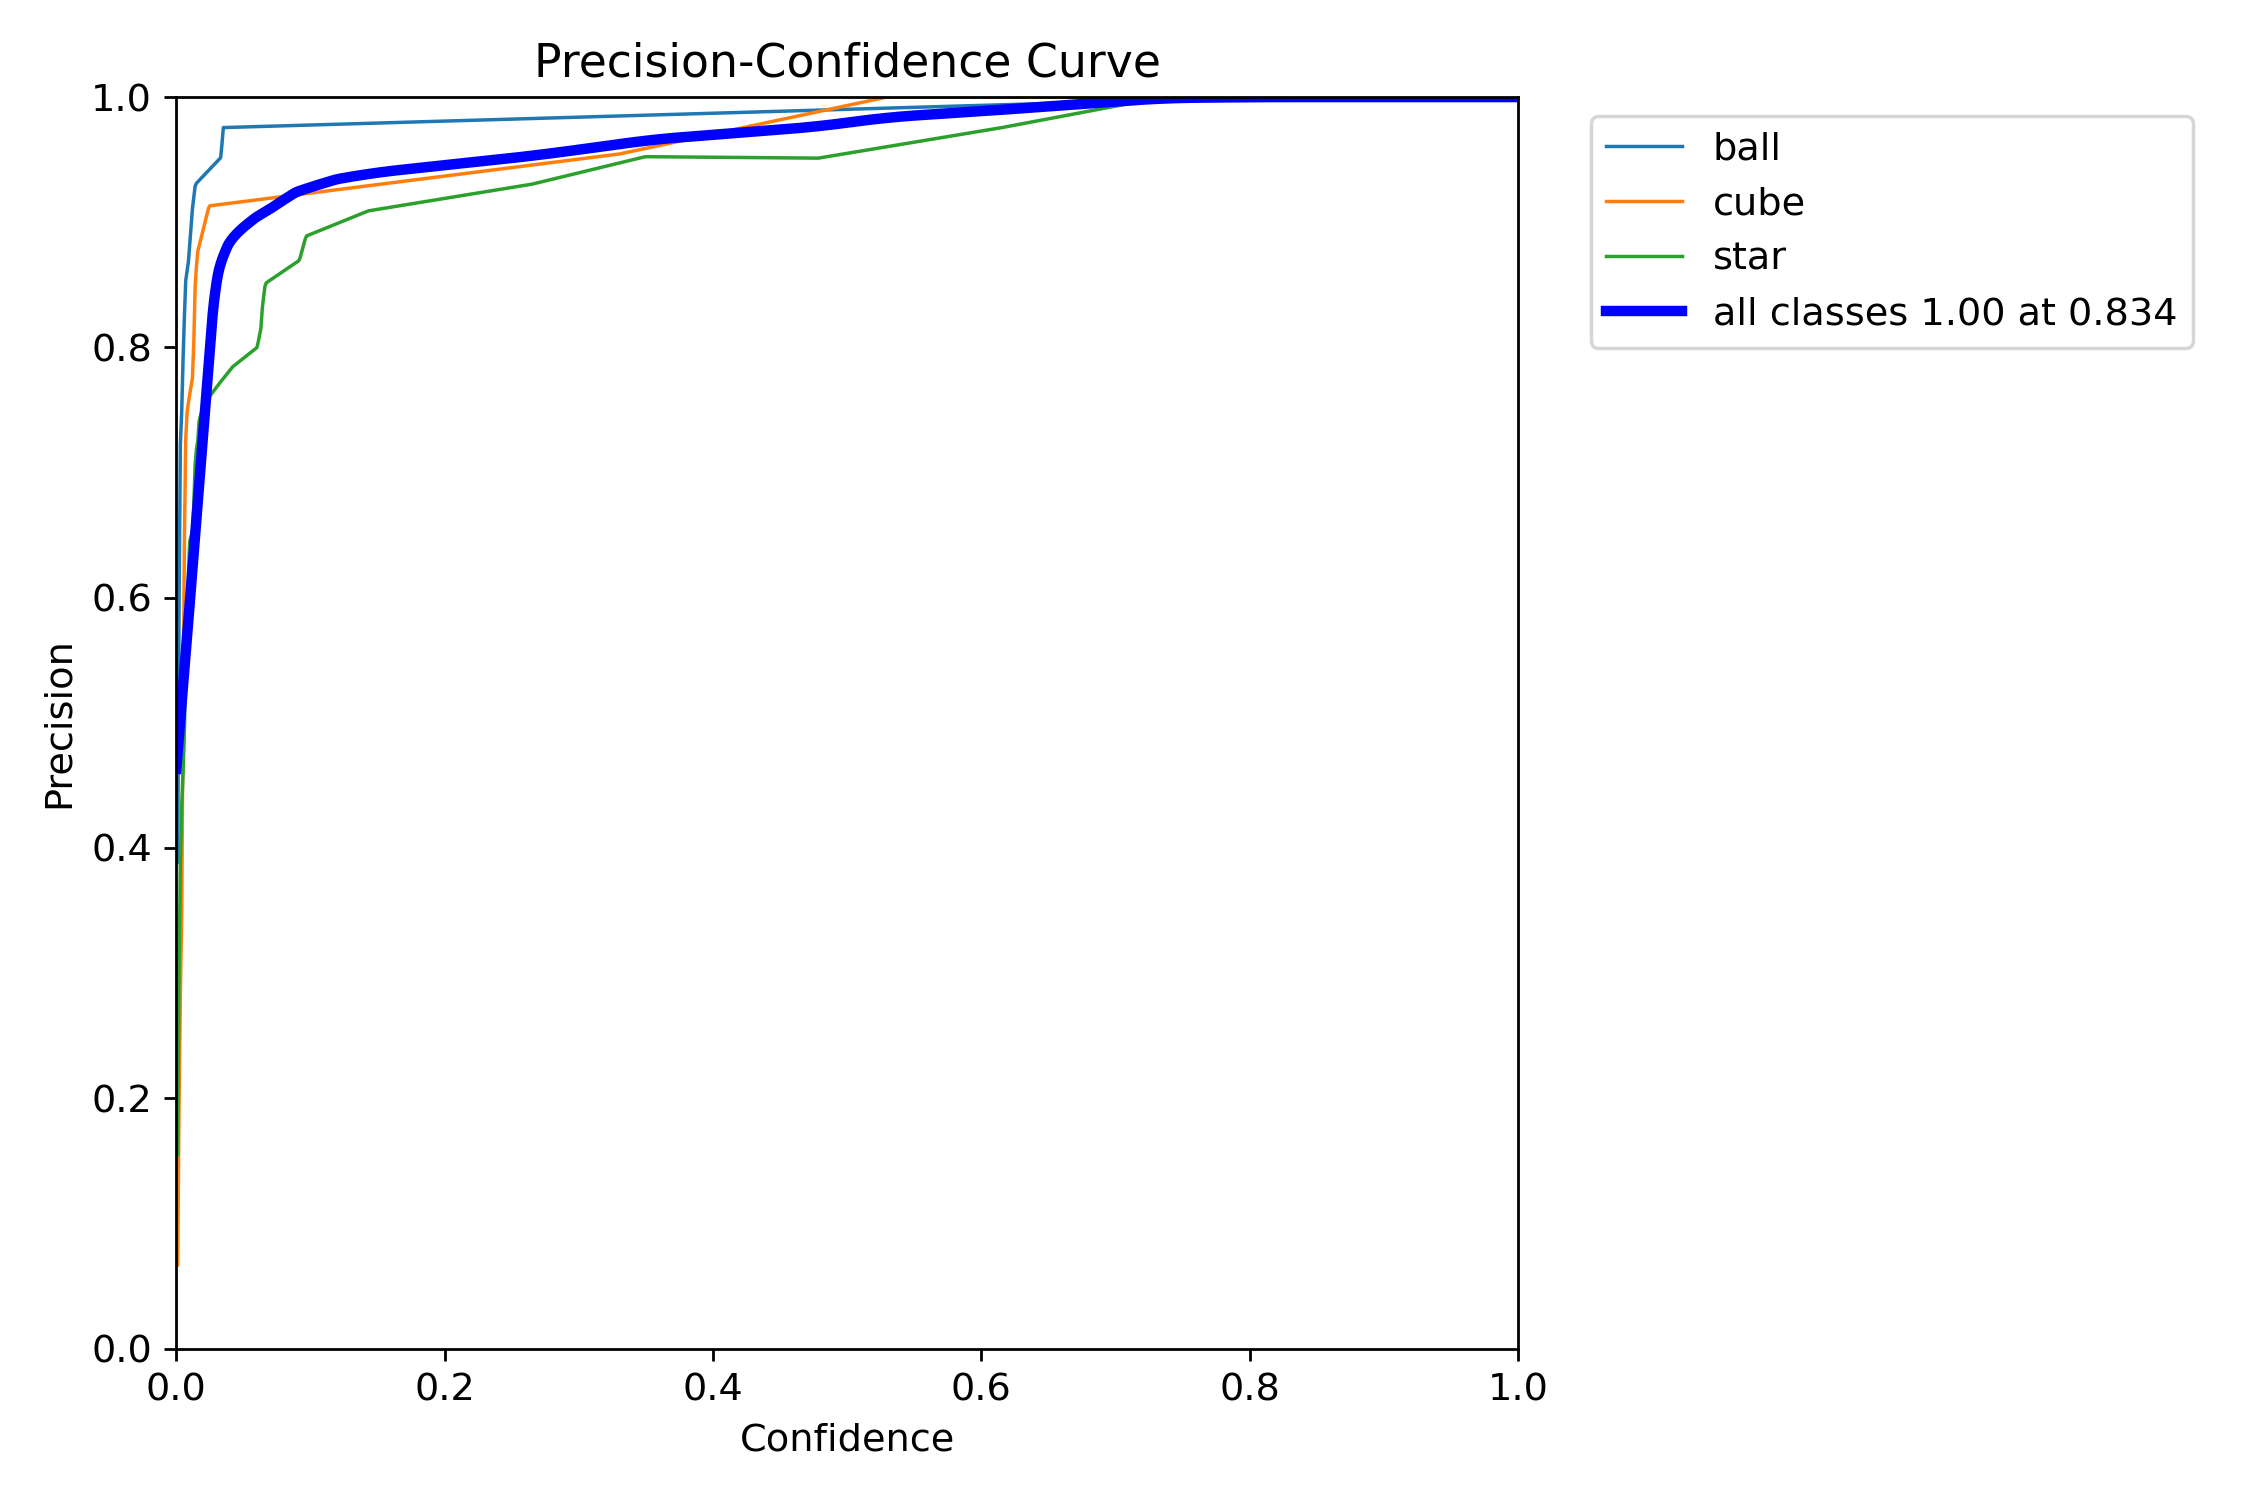 Precision-Confidence Curve
1.0
0.8
0.6
0.4
0.2
0.0
Precision
0.0 0.2 0.4 0.6 0.8 1.0
Confidence
ball
cube
star
all classes 1.00 at 0.834